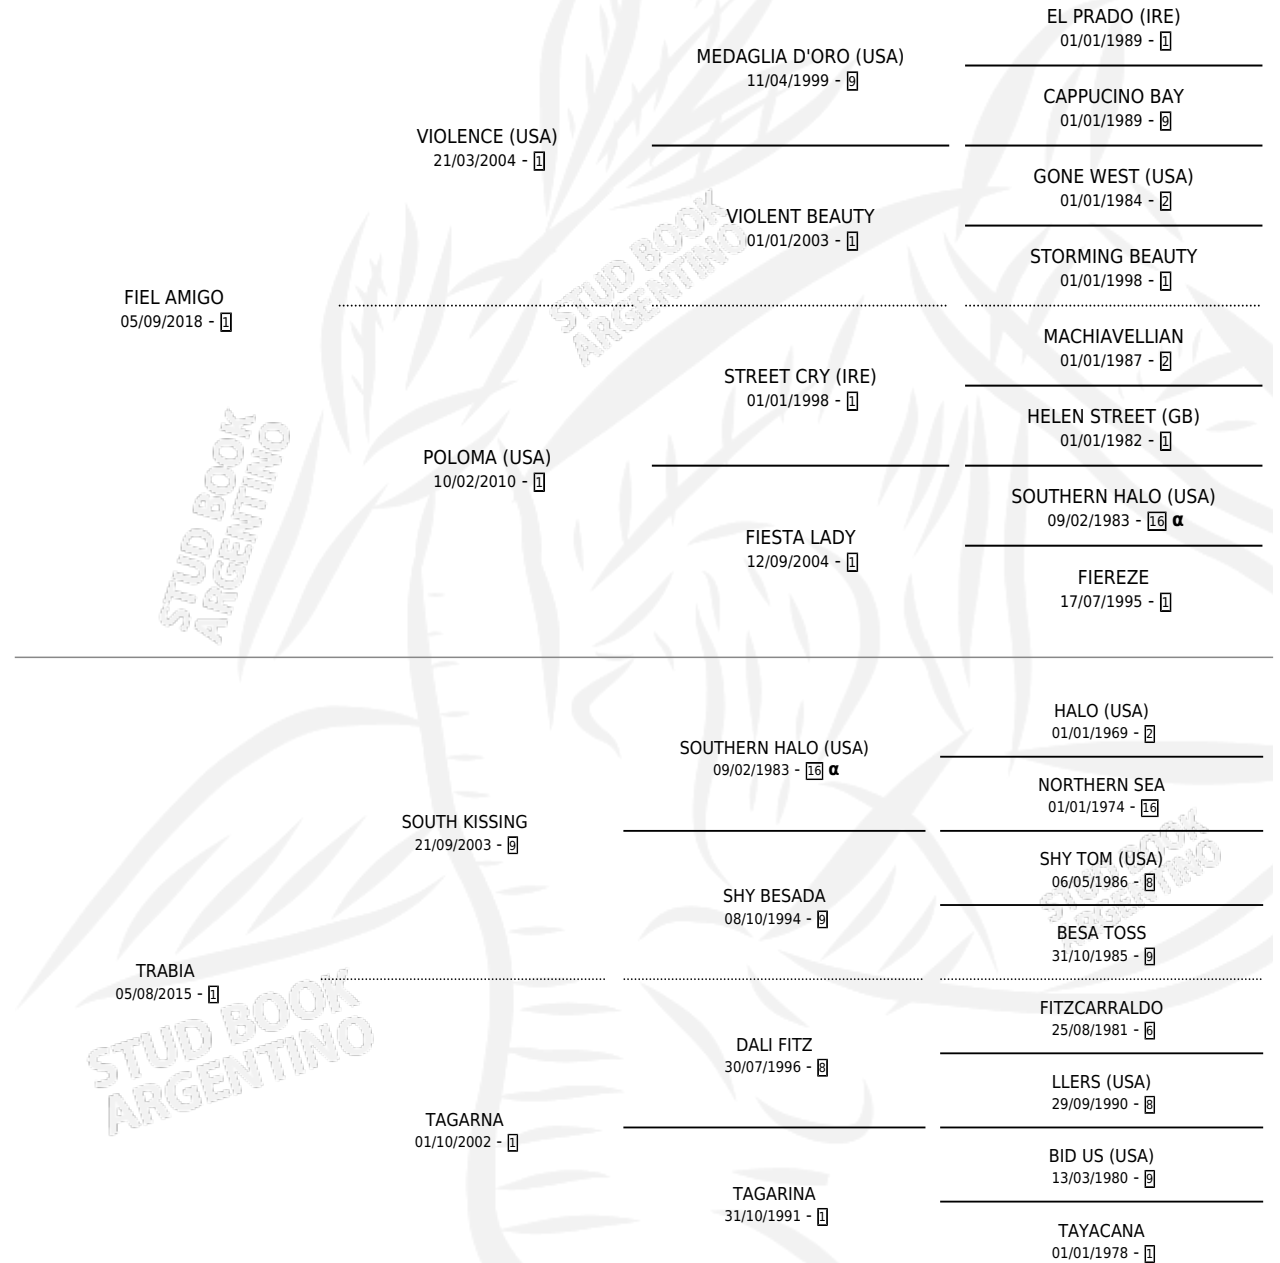 EL PRADO (IRE)
01/01/1989 - 1
MEDAGLIA D'ORO (USA)
11/04/1999 - 9
CAPPUCINO BAY
01/01/1989 - 9
VIOLENCE (USA)
21/03/2004 - 1
GONE WEST (USA)
01/01/1984 - 2
VIOLENT BEAUTY
01/01/2003 - 1
STORMING BEAUTY
01/01/1998 - 1
FIEL AMIGO
05/09/2018 - 1
MACHIAVELLIAN
01/01/1987 - 2
STREET CRY (IRE)
01/01/1998 - 1
HELEN STREET (GB)
01/01/1982 - 1
POLOMA (USA)
10/02/2010 - 1
SOUTHERN HALO (USA)
09/02/1983 - 16 α
FIESTA LADY
12/09/2004 - 1
FIEREZE
17/07/1995 - 1
HALO (USA)
01/01/1969 - 2
SOUTHERN HALO (USA)
09/02/1983 - 16 α
NORTHERN SEA
01/01/1974 - 16
SOUTH KISSING
21/09/2003 - 9
SHY TOM (USA)
06/05/1986 - 8
SHY BESADA
08/10/1994 - 9
BESA TOSS
31/10/1985 - 9
TRABIA
05/08/2015 - 1
FITZCARRALDO
25/08/1981 - 6
DALI FITZ
30/07/1996 - 8
LLERS (USA)
29/09/1990 - 8
TAGARNA
01/10/2002 - 1
BID US (USA)
13/03/1980 - 9
TAGARINA
31/10/1991 - 1
TAYACANA
01/01/1978 - 1
STUD BOOK
ARGENTINO
STUD BOOK
ARGENTINO
STUD BOOK
ARGENTINO
STUD BOOK
ARGENTINO